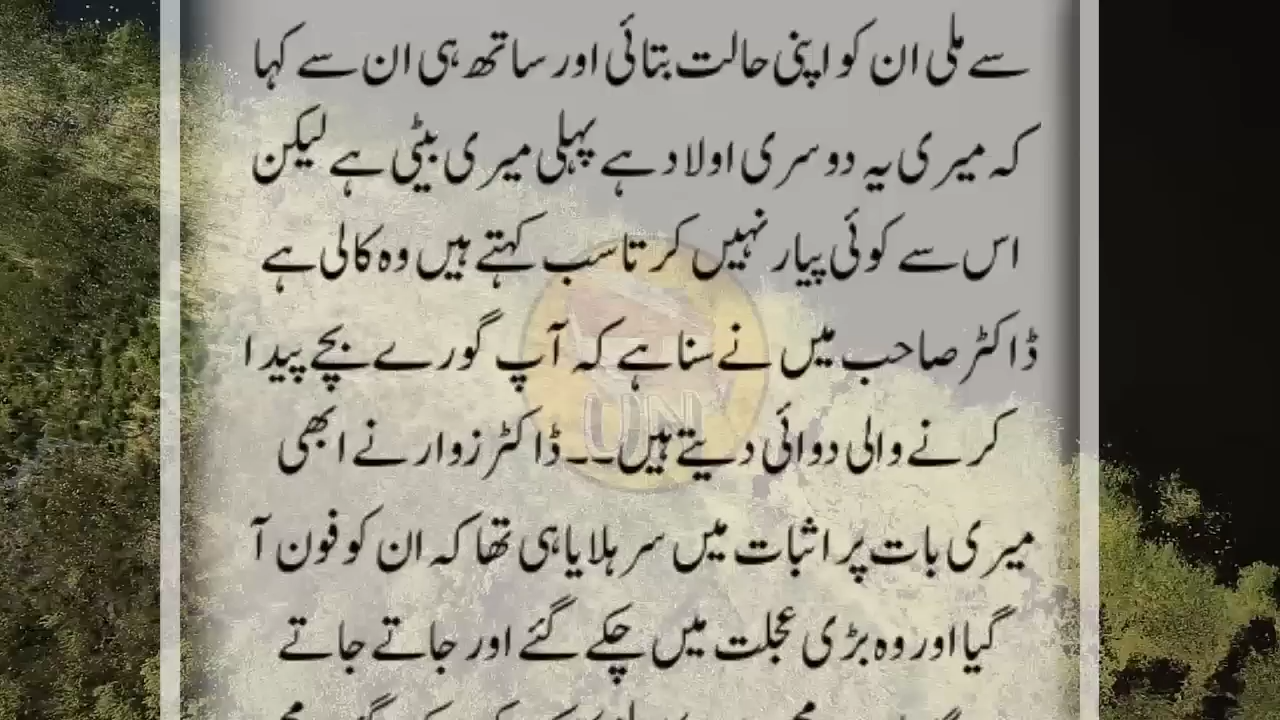 سے ملی ان کو اپنی حالت بتائی اور ساتھ ہی ان سے کہا
کہ میری یہ دوسری اولاد ہے پہلی میری بیٹی ہے لیکن
اس سے کوئی پیار نہیں کرتا سب کہتے ہیں وہ کالی ہے
ڈاکٹر صاحب میں نے سنا ہے کہ آپ گورے بچے پیدا
کرنے والی دوائی دیتے ہیں۔۔ ڈاکٹر زوار نے ابھی
میری بات پر اثبات میں سر ہلایا ہی تھا کہ ان کو فون آ
گیا اور وہ بڑی عجلت میں چکے گئے اور جاتے جاتے
UN